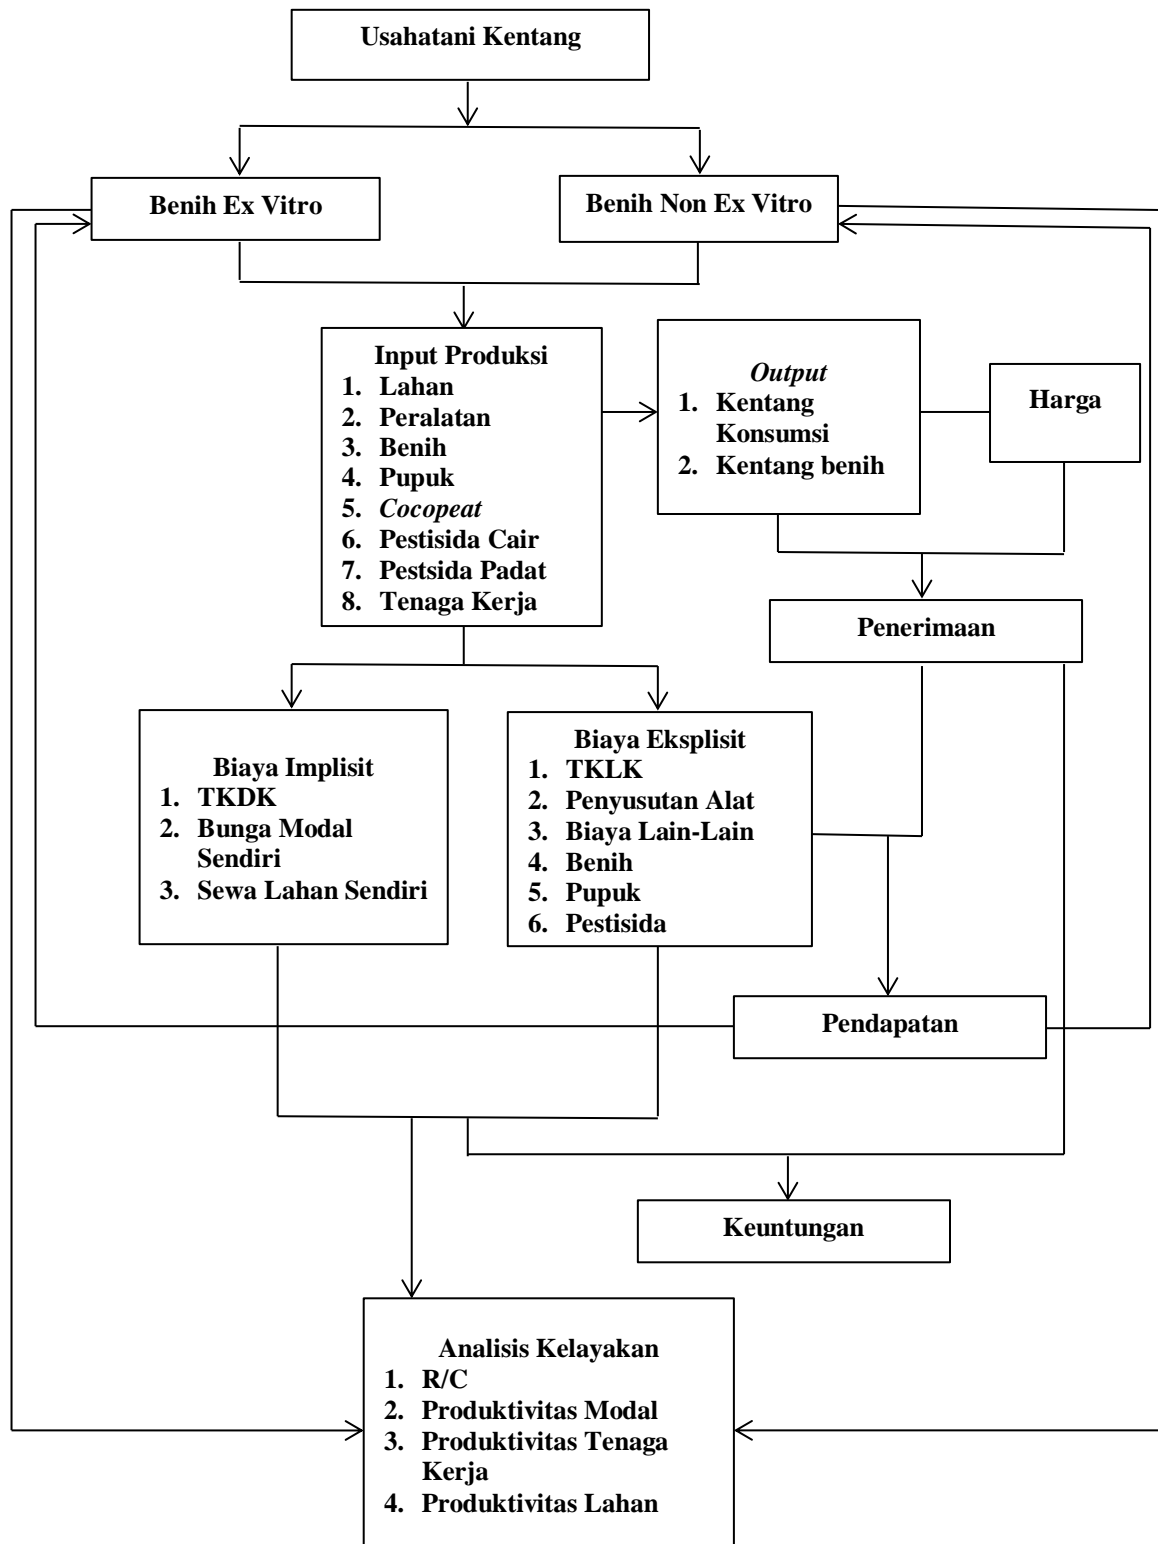 Usahatani Kentang
Benih Ex Vitro
Benih Non Ex Vitro
Input Produksi
1. Lahan
2. Peralatan
3. Benih
4. Pupuk
5. Cocopeat
6. Pestisida Cair
7. Pestsida Padat
8. Tenaga Kerja
Output
1. Kentang
Konsumsi
2. Kentang benih
Harga
Penerimaan
Biaya Implisit
1. TKDK
2. Bunga Modal
Sendiri
3. Sewa Lahan Sendiri
Biaya Eksplisit
1. TKLK
2. Penyusutan Alat
3. Biaya Lain-Lain
4. Benih
5. Pupuk
6. Pestisida
Pendapatan
Keuntungan
Analisis Kelayakan
1. R/C
2. Produktivitas Modal
3. Produktivitas Tenaga
Kerja
4. Produktivitas Lahan